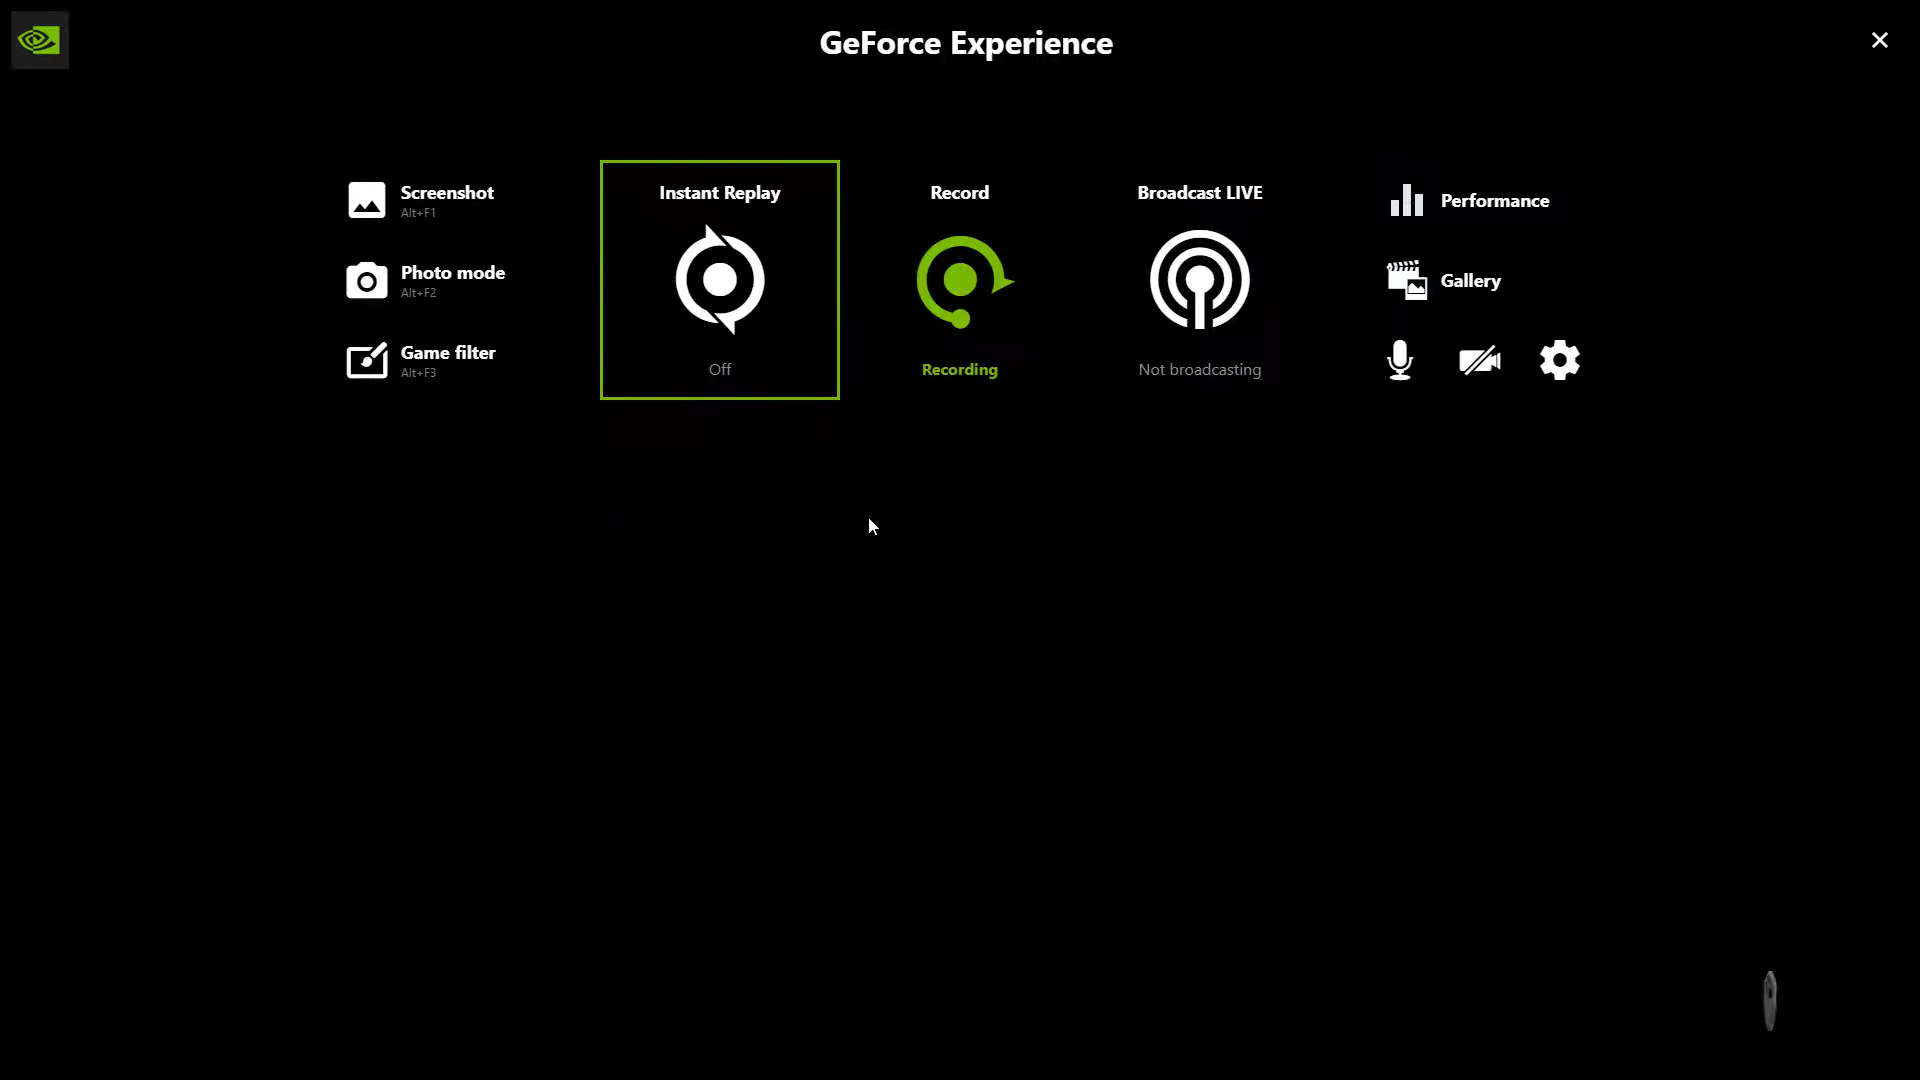 GeForce Experience
Screenshot
Alt+F1
Photo mode
Alt+F2
Game filter
Alt+F3
Instant Replay
Off
Record
Recording
Broadcast LIVE
Not broadcasting
Performance
Gallery